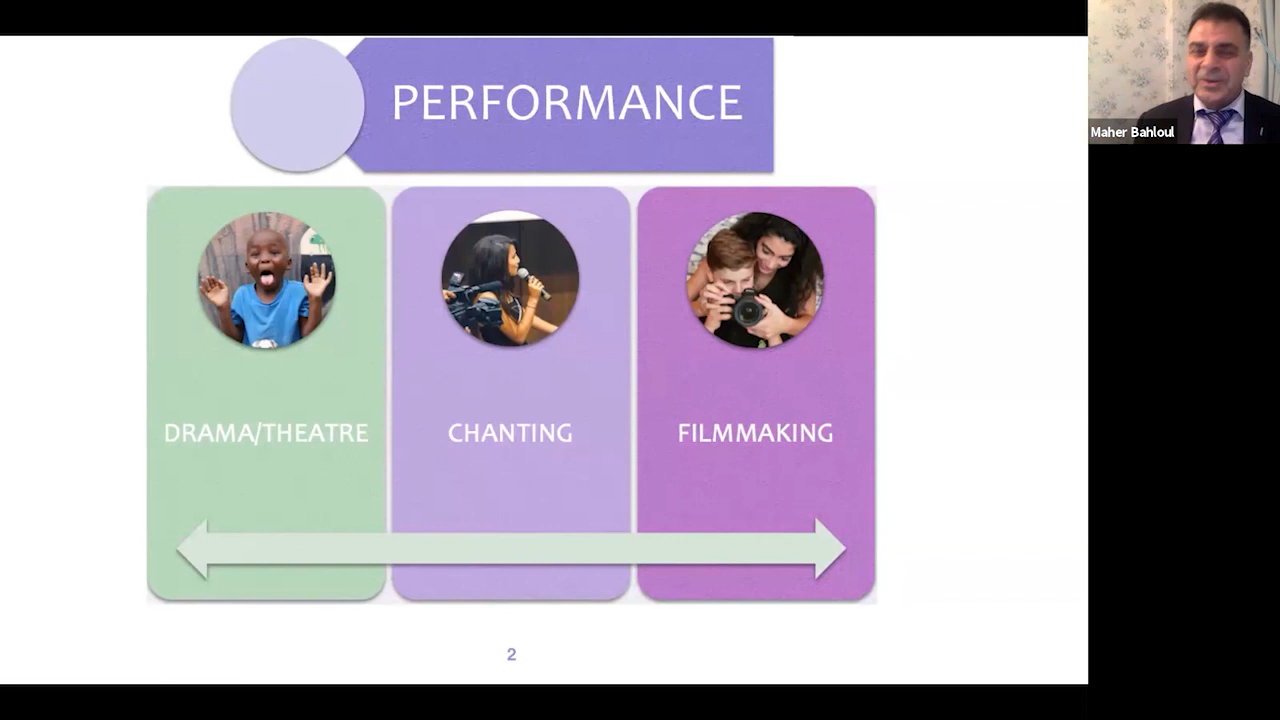 PERFORMANCE
Maher Bahloul
DRAMA/THEATRE
CHANTING
FILMMAKING
2